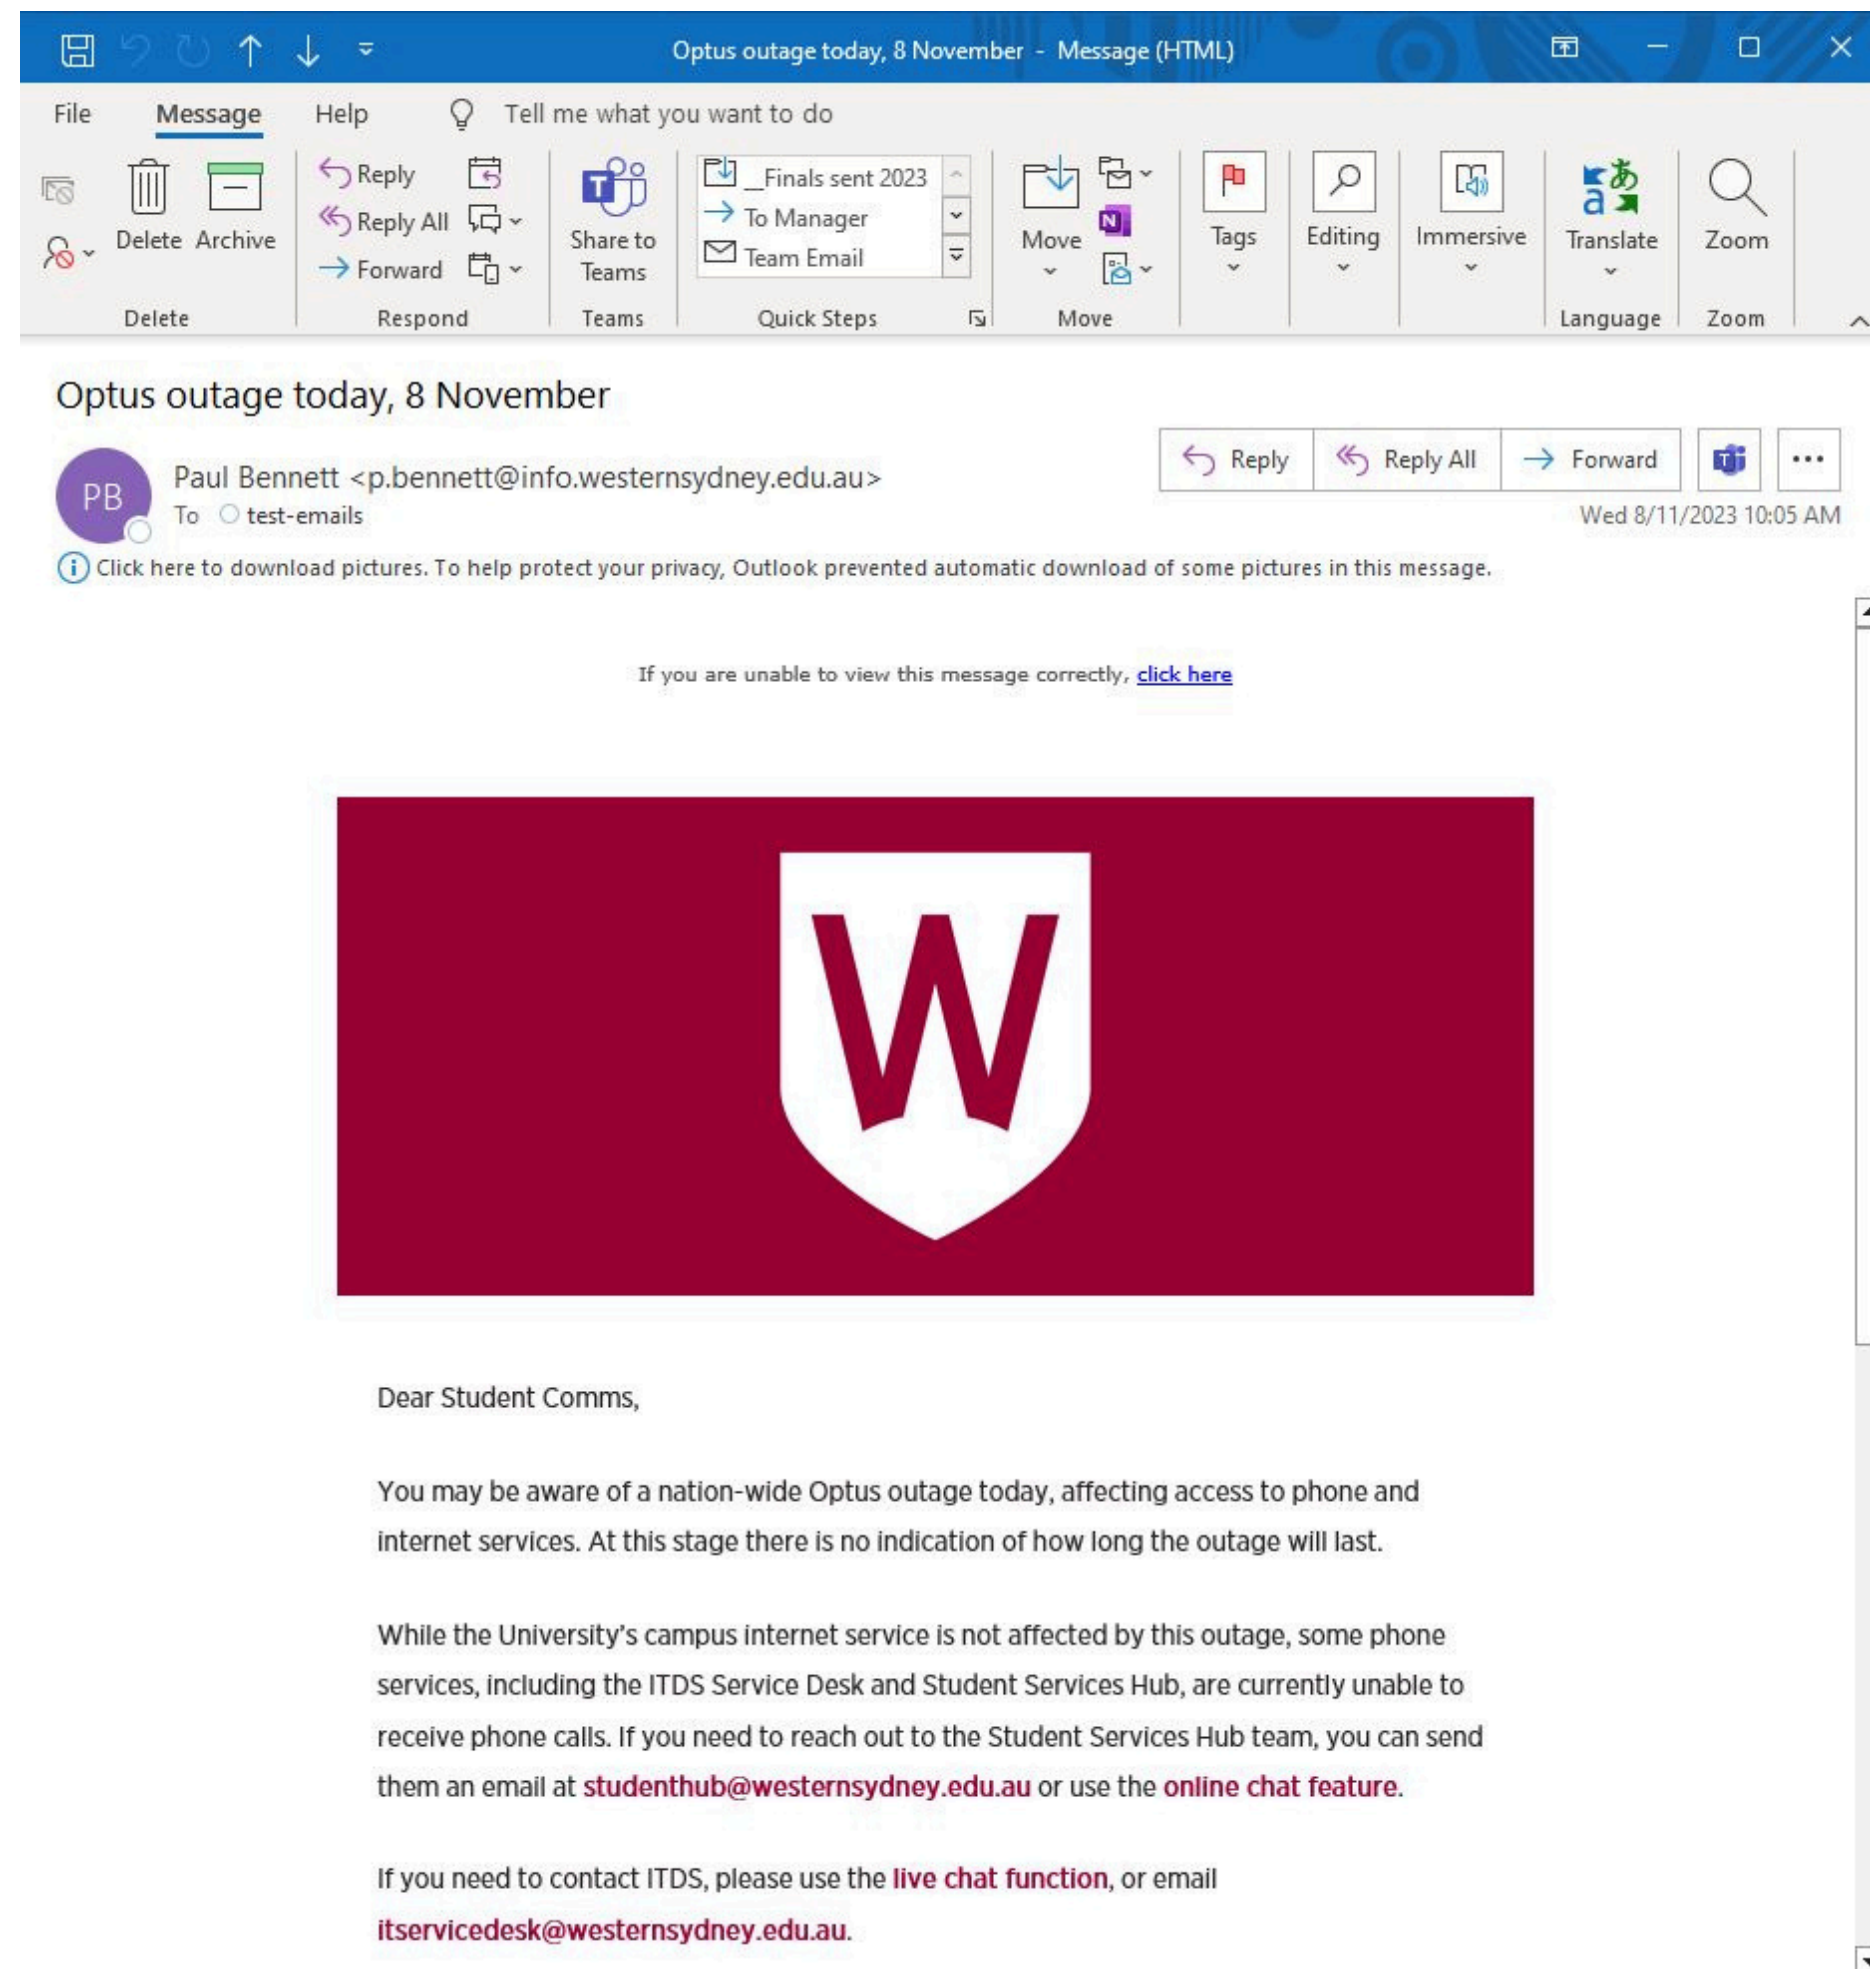 Optus outage today, 8 November - Message (HTML)
File Message Help Tell me what you want to do
Delete Archive
Reply
Reply All
Forward
Share to Teams
__Finals sent 2023
To Manager
Team Email
Move
Tags
Editing
Immersive
Translate
Zoom
Delete Respond Teams Quick Steps Move Language Zoom
Optus outage today, 8 November
PB
Paul Bennett <p.bennett@info.westernsydney.edu.au>
To test-emails
Reply Reply All Forward
Wed 8/11/2023 10:05 AM
Click here to download pictures. To help protect your privacy, Outlook prevented automatic download of some pictures in this message.
If you are unable to view this message correctly, click here
W
Dear Student Comms,
You may be aware of a nation-wide Optus outage today, affecting access to phone and
internet services. At this stage there is no indication of how long the outage will last.
While the University's campus internet service is not affected by this outage, some phone
services, including the ITDS Service Desk and Student Services Hub, are currently unable to
receive phone calls. If you need to reach out to the Student Services Hub team, you can send
them an email at studenthub@westernsydney.edu.au or use the online chat feature.
If you need to contact ITDS, please use the live chat function, or email
itservicedesk@westernsydney.edu.au.